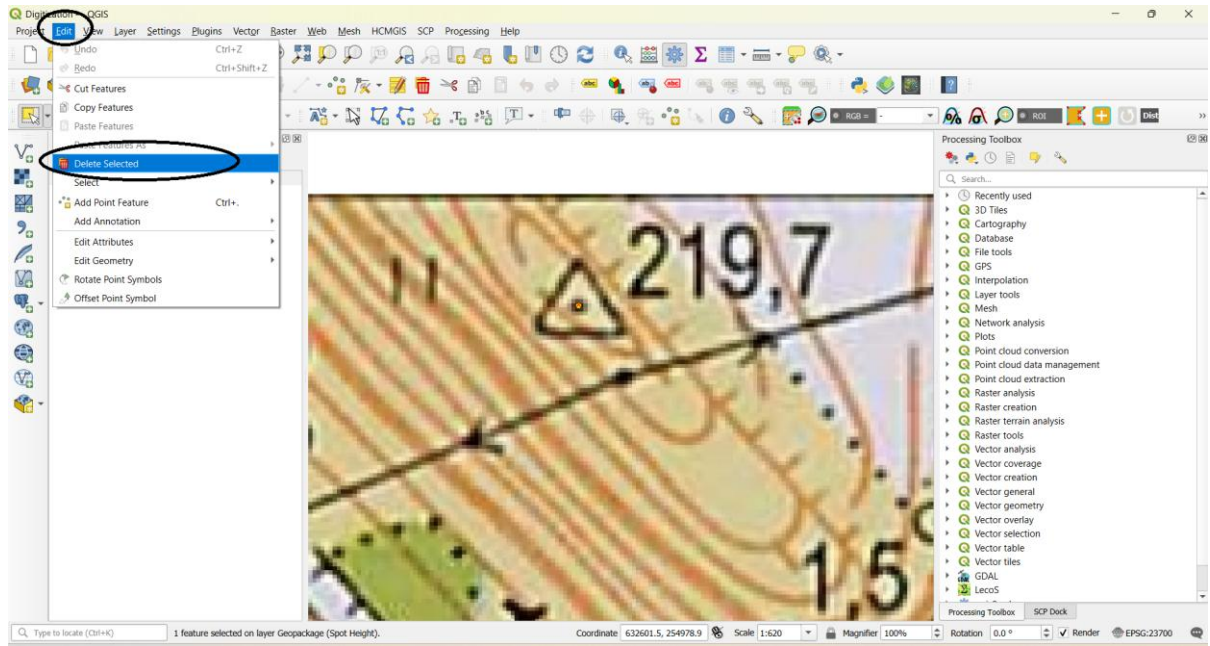 QGIS
Edit View Layer Settings Plugins Vector Raster Web Mesh HCMGIS SCP Processing Help
Undo Ctrl+Z
Redo Ctrl+Shift+Z
Cut Features
Copy Features
Paste Features
Paste Features As
Delete Selected
Select
Add Point Feature Ctrl+.
Add Annotation
Edit Attributes
Edit Geometry
Rotate Point Symbols
Offset Point Symbol
RGB = -
ROI
Dist
219,7
1,5
Processing Toolbox
Search...
Recently used
3D Tiles
Cartography
Database
File tools
GPS
Interpolation
Layer tools
Mesh
Network analysis
Plots
Point cloud conversion
Point cloud data management
Point cloud extraction
Raster analysis
Raster creation
Raster terrain analysis
Raster tools
Vector analysis
Vector coverage
Vector creation
Vector general
Vector geometry
Vector overlay
Vector selection
Vector table
Vector tiles
GDAL
LecoS
Processing Toolbox SCP Dock
Type to locate (Ctrl+K) 1 feature selected on layer Geopackage (Spot Height). Coordinate 632601.5, 254978.9 Scale 1:620 Magnifier 100% Rotation 0.0 ° Render EPSG:23700